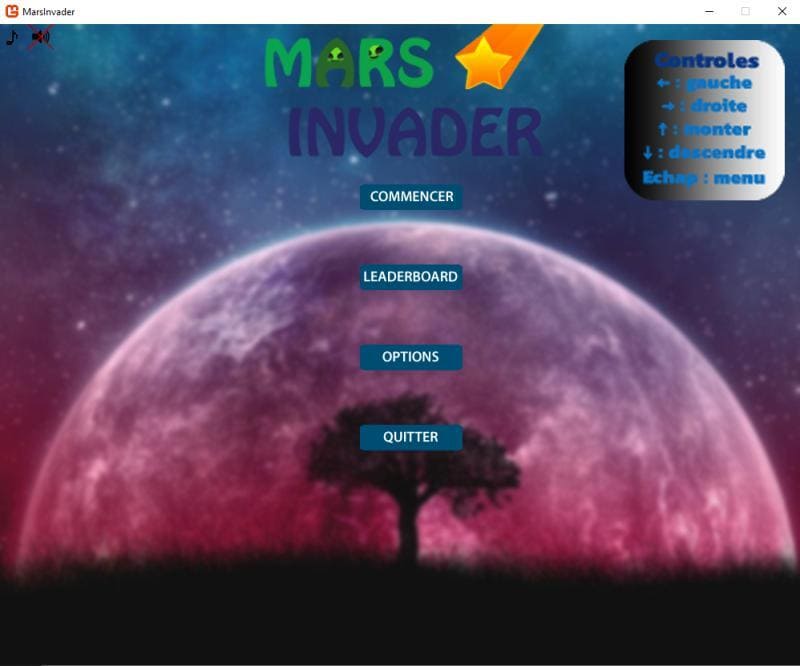 MarsInvader
MARS
INVADER
Controles
← : gauche
→ : droite
↑ : monter
↓ : descendre
Echap : menu
COMMENCER
LEADERBOARD
OPTIONS
QUITTER